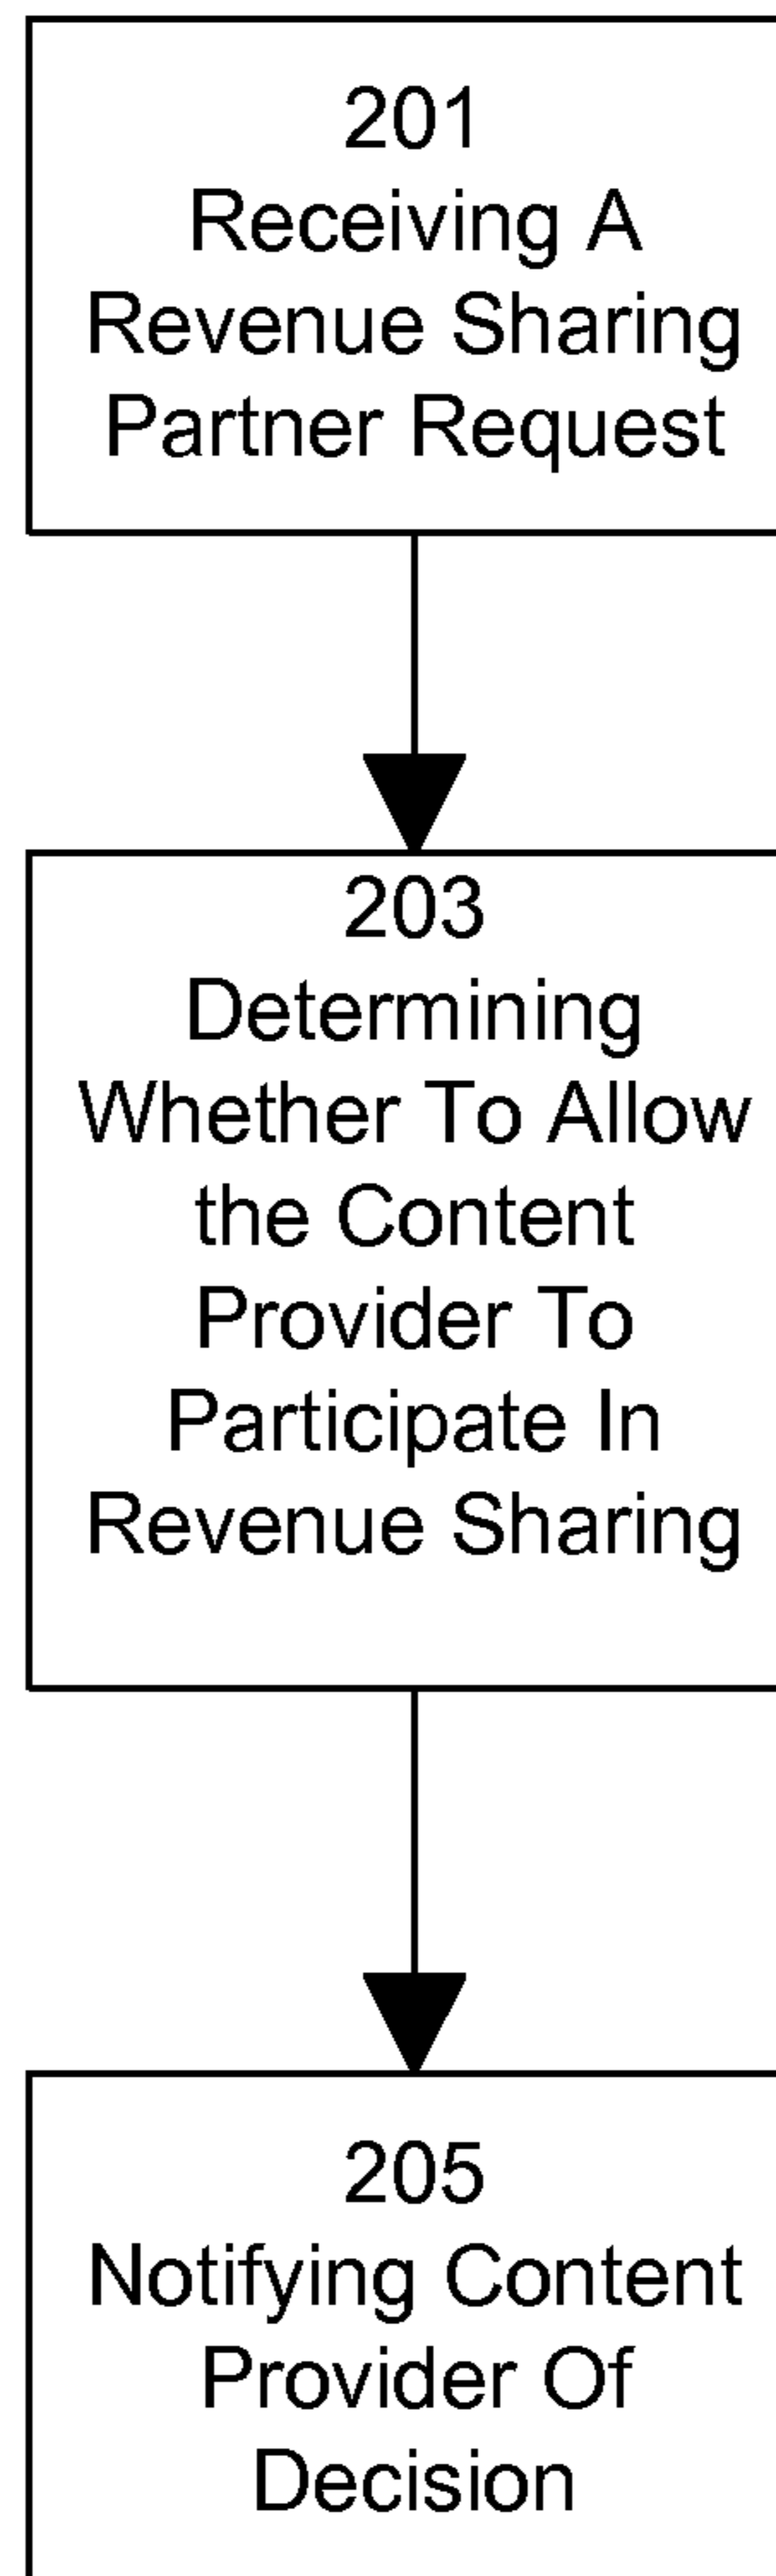 201
Receiving A
Revenue Sharing
Partner Request
203
Determining
Whether To Allow
the Content
Provider To
Participate In
Revenue Sharing
205
Notifying Content
Provider Of
Decision